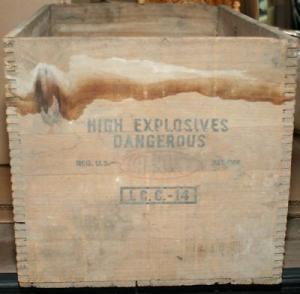 HIGH EXPLOSIVES
DANGEROUS
REG. U.S. PAT. OFF.
I.C.C.-14